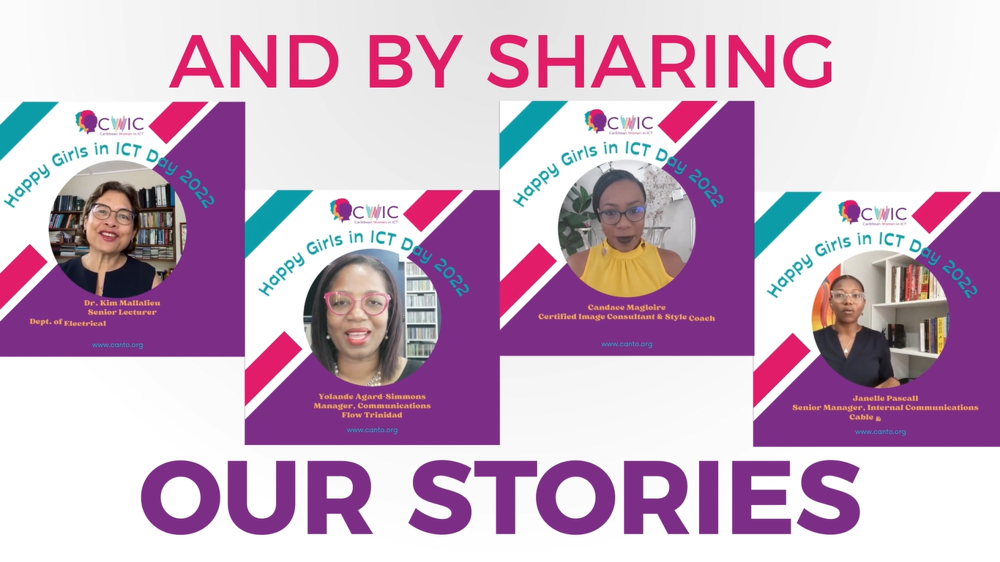 AND BY SHARING
CWIC
Caribbean Women in ICT
Happy Girls in ICT Day 2022
Dr. Kim Mallalieu
Senior Lecturer
Dept. of Electrical
www.canto.org
CWIC
Caribbean Women in ICT
Happy Girls in ICT Day 2022
Yolande Agard-Simmons
Manager, Communications
Flow Trinidad
www.canto.org
CWIC
Caribbean Women in ICT
Happy Girls in ICT Day 2022
Candace Magloire
Certified Image Consultant & Style Coach
www.canto.org
CWIC
Caribbean Women in ICT
Happy Girls in ICT Day 2022
Janelle Pascall
Senior Manager, Internal Communications
Cable &
www.canto.org
OUR STORIES